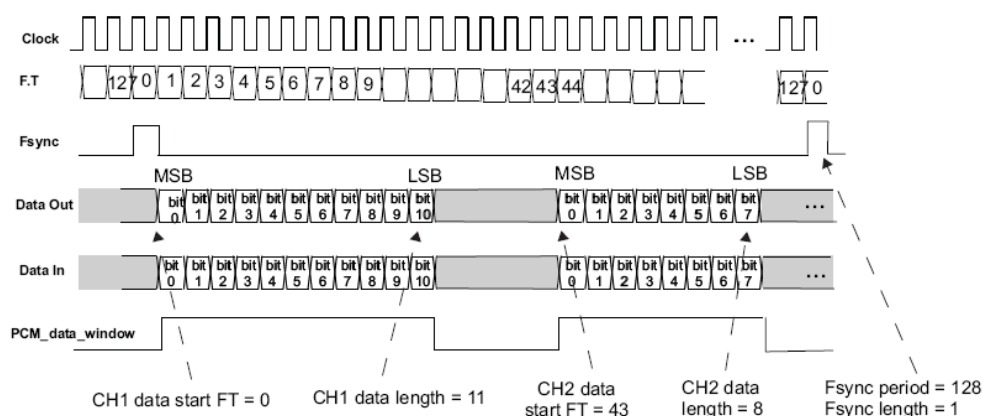 Clock ...
F.T 127 0 1 2 3 4 5 6 7 8 9 42 43 44 127 0
Fsync
MSB LSB MSB LSB
Data Out bit 0 bit 1 bit 2 bit 3 bit 4 bit 5 bit 6 bit 7 bit 8 bit 9 bit 10 bit 0 bit 1 bit 2 bit 3 bit 4 bit 5 bit 6 bit 7 ...
Data In bit 0 bit 1 bit 2 bit 3 bit 4 bit 5 bit 6 bit 7 bit 8 bit 9 bit 10 bit 0 bit 1 bit 2 bit 3 bit 4 bit 5 bit 6 bit 7 ...
PCM_data_window
CH1 data start FT = 0
CH1 data length = 11
CH2 data
start FT = 43
CH2 data
length = 8
Fsync period = 128
Fsync length = 1